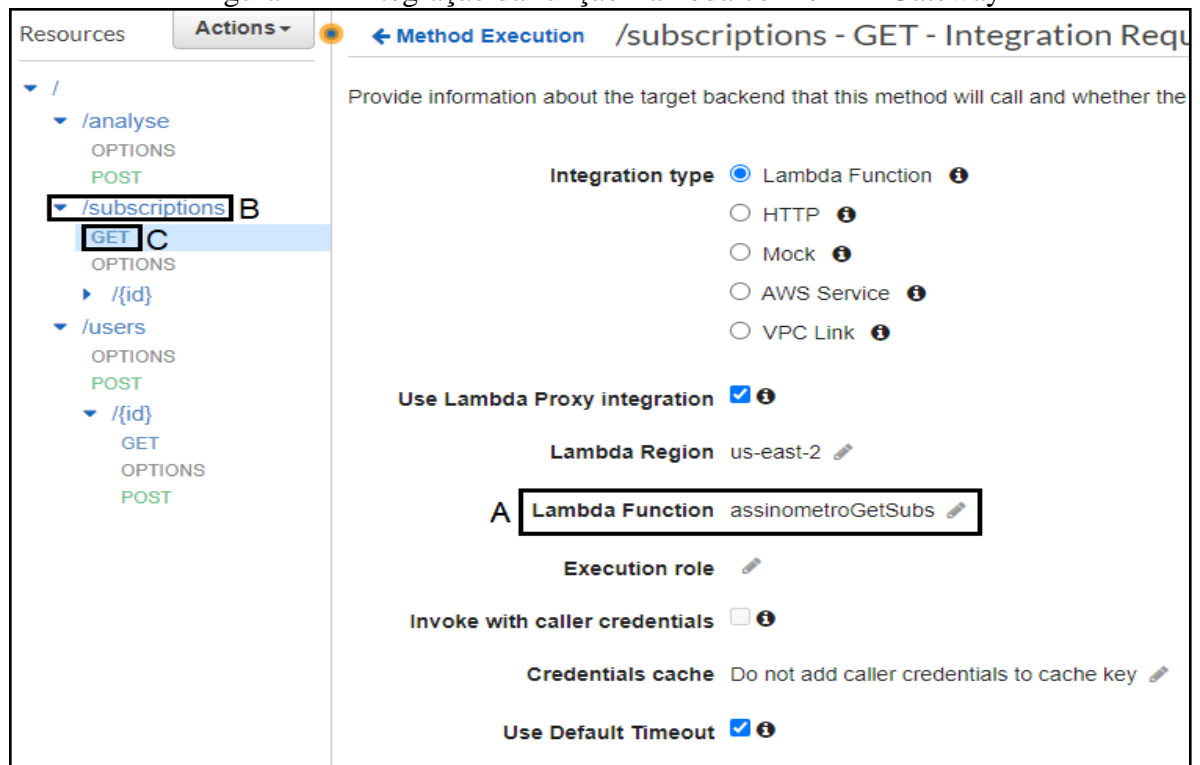 Resources
Actions
Method Execution /subscriptions - GET - Integration Requ
/
/analyse
OPTIONS
POST
/subscriptions B
GET C
OPTIONS
/{id}
/users
OPTIONS
POST
/{id}
GET
OPTIONS
POST
Provide information about the target backend that this method will call and whether the
Integration type Lambda Function
HTTP
Mock
AWS Service
VPC Link
Use Lambda Proxy integration
Lambda Region us-east-2
A Lambda Function assinometroGetSubs
Execution role
Invoke with caller credentials
Credentials cache Do not add caller credentials to cache key
Use Default Timeout